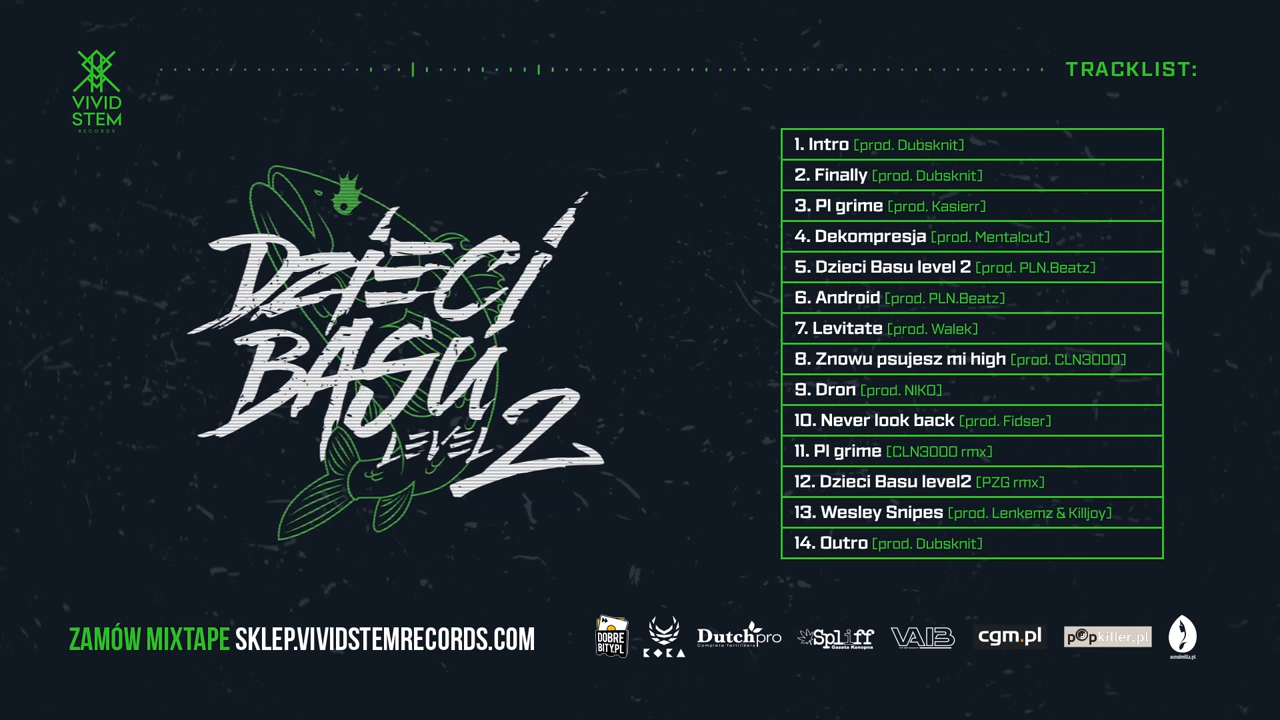 VIVID
STEM
RECORDS
TRACKLIST:
DZIECI
BASU
LEVEL 2
1. Intro [prod. Dubsknit]
2. Finally [prod. Dubsknit]
3. Pl grime [prod. Kasierr]
4. Dekompresja [prod. Mentalcut]
5. Dzieci Basu level 2 [prod. PLN.Beatz]
6. Android [prod. PLN.Beatz]
7. Levitate [prod. Walek]
8. Znowu psujesz mi high [prod. CLN3000]
9. Dron [prod. NIKO]
10. Never look back [prod. Fidser]
11. Pl grime [CLN3000 rmx]
12. Dzieci Basu level2 [PZG rmx]
13. Wesley Snipes [prod. Lenkemz & Killjoy]
14. Outro [prod. Dubsknit]
ZAMÓW MIXTAPE SKLEP.VIVIDSTEMRECORDS.COM
DOBRE
BITY.PL
KOKA
Dutchpro
Complete fertilizers
Spliff
Gazeta Konopna
VAIB
cgm.pl
popkiller.pl